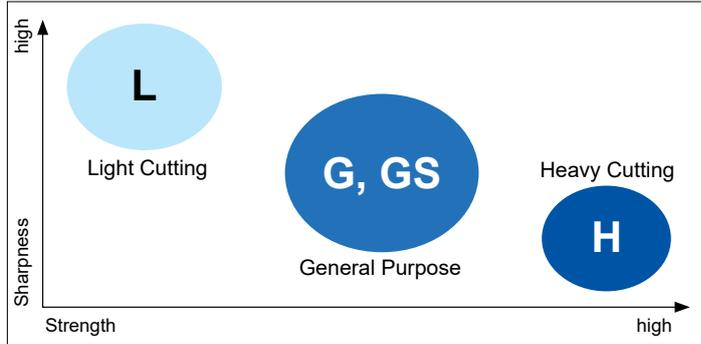 high
L
Light Cutting
G, GS
General Purpose
Heavy Cutting
H
Sharpness
Strength
high